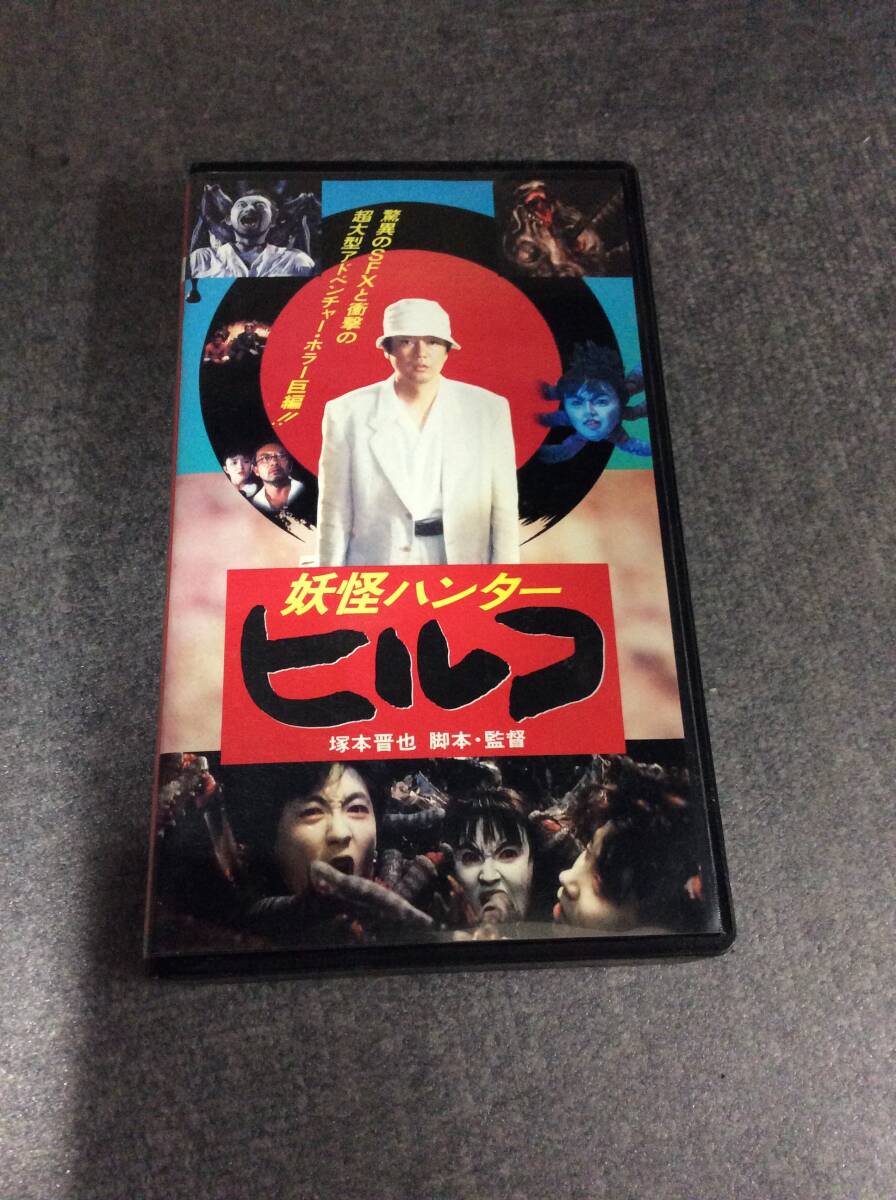 驚異のSFXと衝撃の
超大型アドベンチャー・ホラー巨編!!
妖怪ハンター
ヒルコ
塚本晋也 脚本・監督